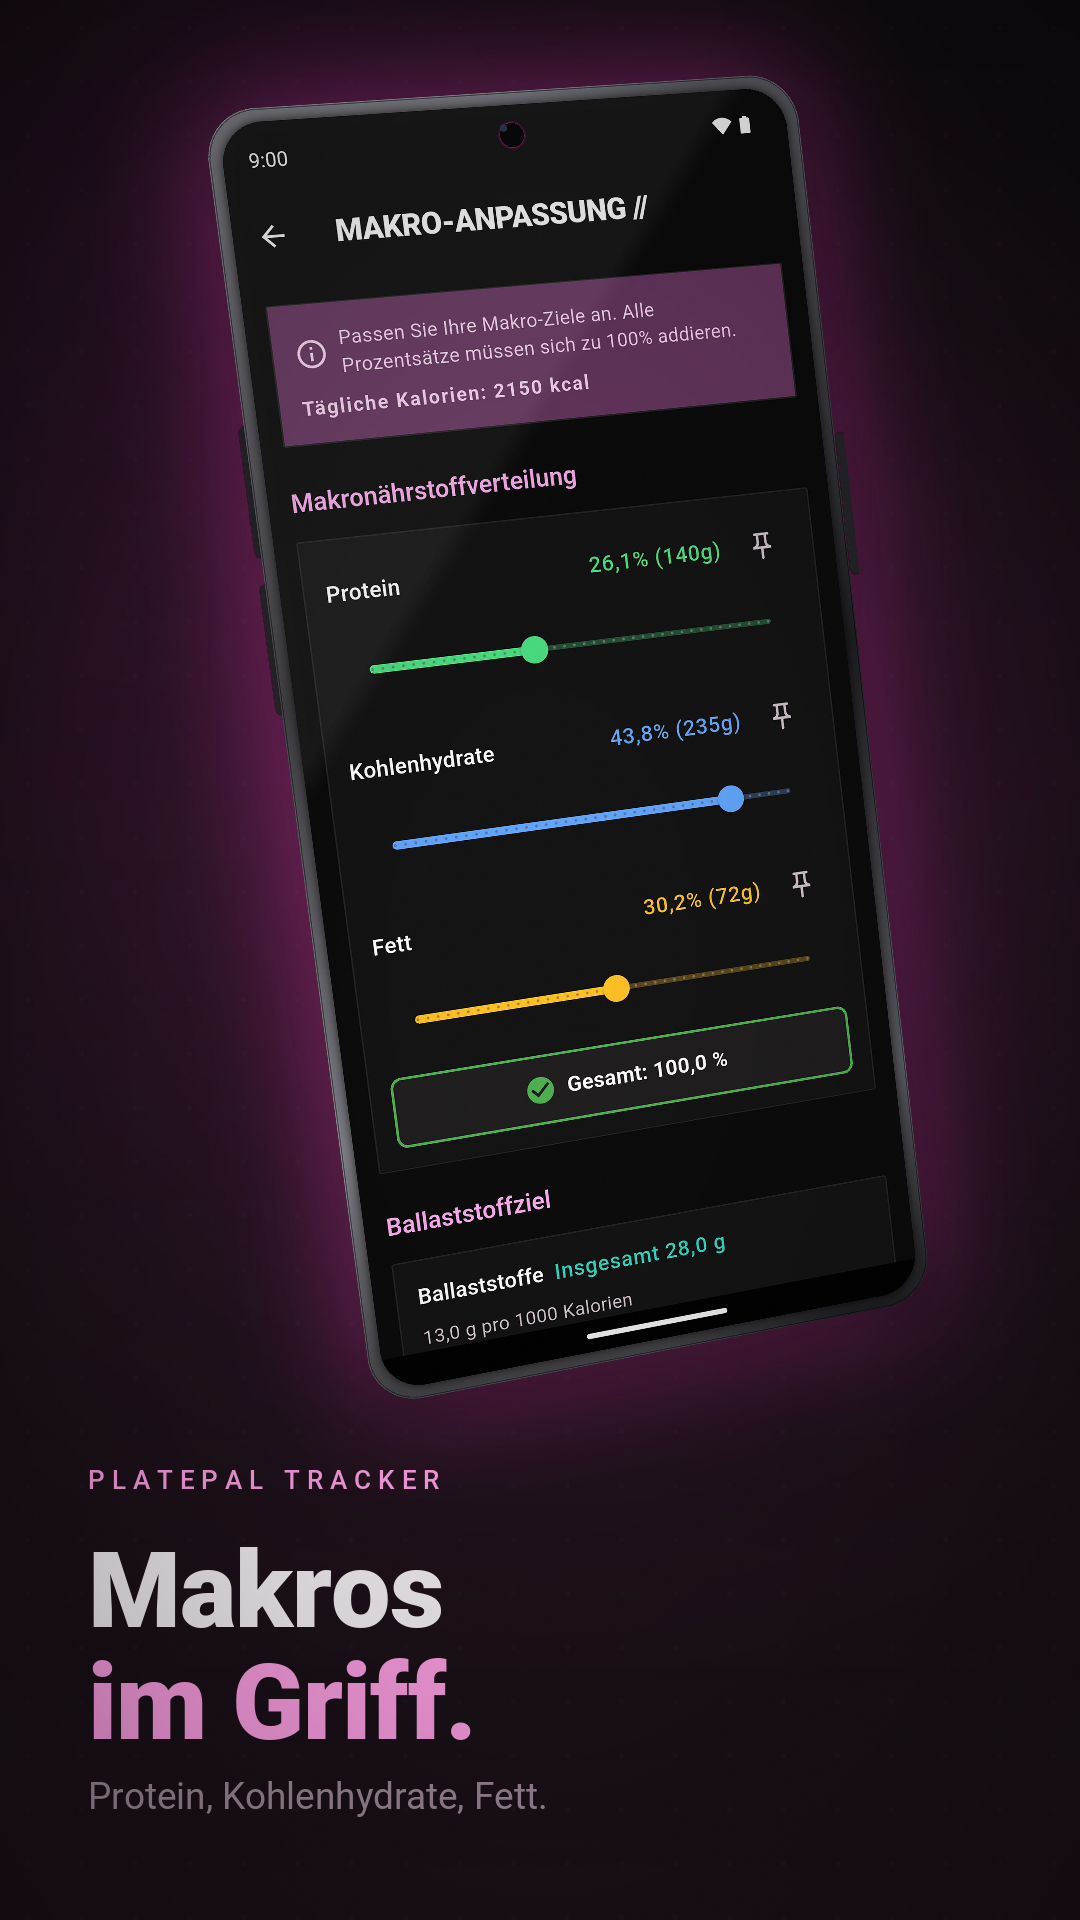 9:00
MAKRO-ANPASSUNG //
Passen Sie Ihre Makro-Ziele an. Alle
Prozentsätze müssen sich zu 100% addieren.
Tägliche Kalorien: 2150 kcal
Makronährstoffverteilung
Protein 26,1% (140g)
Kohlenhydrate 43,8% (235g)
Fett 30,2% (72g)
Gesamt: 100,0 %
Ballaststoffziel
Ballaststoffe Insgesamt 28,0 g
13,0 g pro 1000 Kalorien
PLATEPAL TRACKER
Makros
im Griff.
Protein, Kohlenhydrate, Fett.